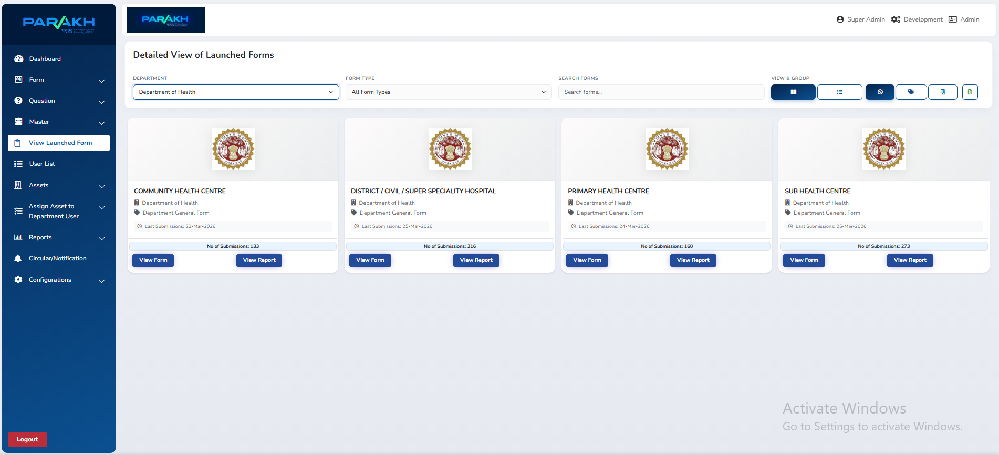 PARAKH
परख
Dashboard
Form
Question
Master
View Launched Form
User List
Assets
Assign Asset to
Department User
Reports
Circular/Notification
Configurations
Logout
PARAKH
परख
Super Admin
Development
Admin
Detailed View of Launched Forms
DEPARTMENT
Department of Health
FORM TYPE
All Form Types
SEARCH FORMS
Search forms...
VIEW & GROUP
COMMUNITY HEALTH CENTRE
Department of Health
Department General Form
Last Submissions: 23-Mar-2026
No of Submissions: 133
View Form
View Report
DISTRICT / CIVIL / SUPER SPECIALITY HOSPITAL
Department of Health
Department General Form
Last Submissions: 25-Mar-2026
No of Submissions: 216
View Form
View Report
PRIMARY HEALTH CENTRE
Department of Health
Department General Form
Last Submissions: 24-Mar-2026
No of Submissions: 160
View Form
View Report
SUB HEALTH CENTRE
Department of Health
Department General Form
Last Submissions: 25-Mar-2026
No of Submissions: 273
View Form
View Report
Activate Windows
Go to Settings to activate Windows.